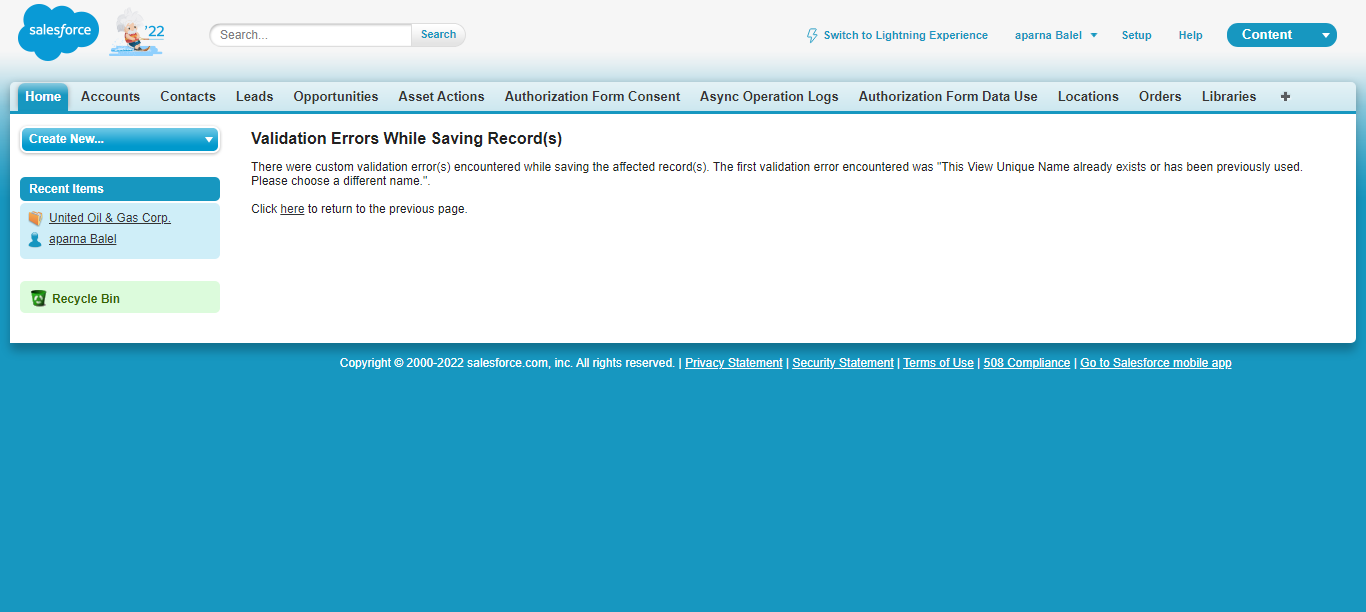 salesforce
'22
Search...
Search
Switch to Lightning Experience
aparna Balel
Setup
Help
Content
Home
Accounts
Contacts
Leads
Opportunities
Asset Actions
Authorization Form Consent
Async Operation Logs
Authorization Form Data Use
Locations
Orders
Libraries
Create New...
Recent Items
United Oil & Gas Corp.
aparna Balel
Recycle Bin
Validation Errors While Saving Record(s)
There were custom validation error(s) encountered while saving the affected record(s). The first validation error encountered was "This View Unique Name already exists or has been previously used.
Please choose a different name.".
Click here to return to the previous page.
Copyright © 2000-2022 salesforce.com, inc. All rights reserved. | Privacy Statement | Security Statement | Terms of Use | 508 Compliance | Go to Salesforce mobile app